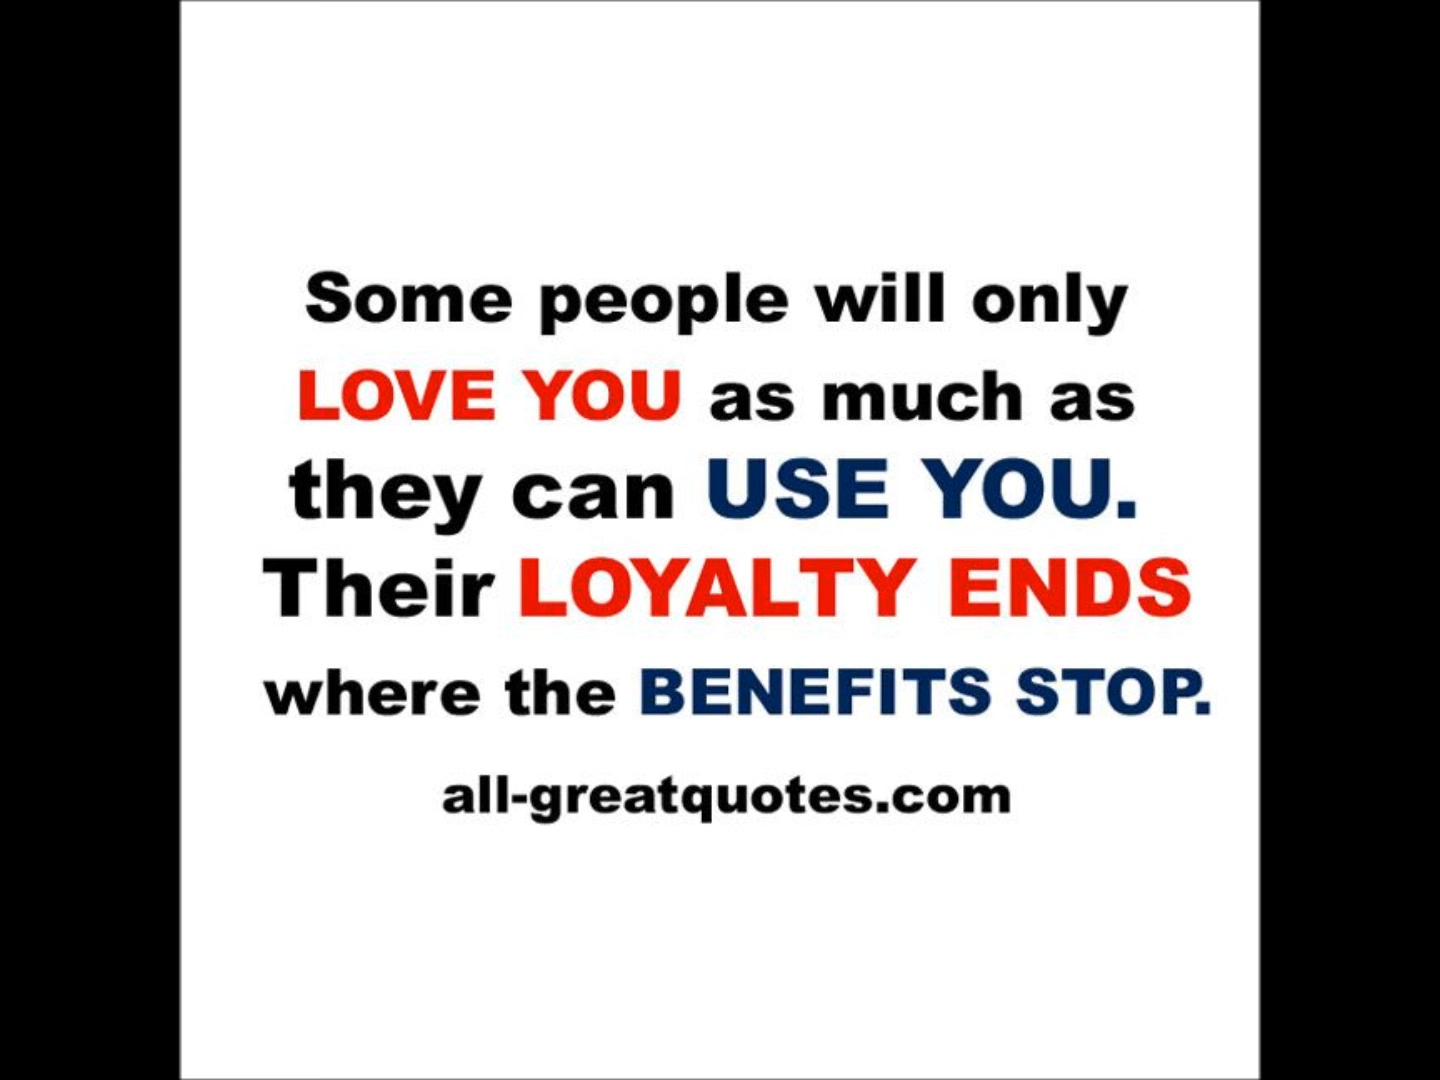 Some people will only
LOVE YOU as much as
they can USE YOU.
Their LOYALTY ENDS
where the BENEFITS STOP.
all-greatquotes.com